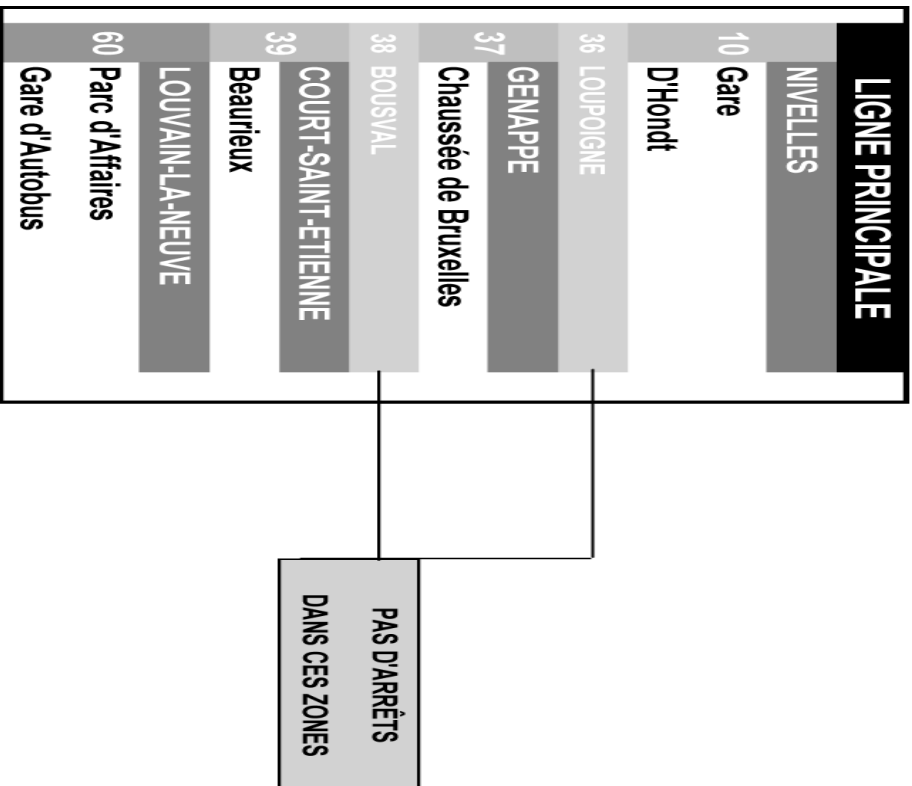 LIGNE PRINCIPALE
NIVELLES
10
Gare
D'Hondt
36 LOUPOIGNE
GENAPPE
37
Chaussée de Bruxelles
38 BOUSVAL
COURT-SAINT-ETIENNE
39
Beaurieux
LOUVAIN-LA-NEUVE
60
Parc d'Affaires
Gare d'Autobus
PAS D'ARRÊTS
DANS CES ZONES